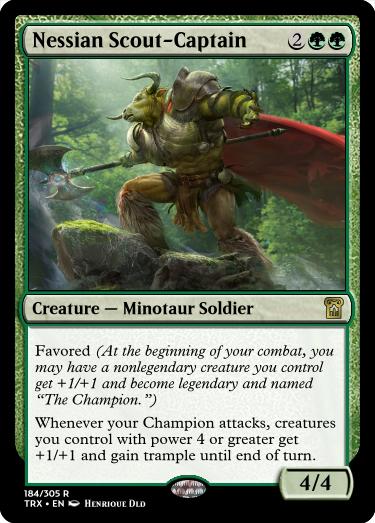 Nessian Scout-Captain 2
Creature — Minotaur Soldier
Favored (At the beginning of your combat, you
may have a nonlegendary creature you control
get +1/+1 and become legendary and named
“The Champion.”)
Whenever your Champion attacks, creatures
you control with power 4 or greater get
+1/+1 and gain trample until end of turn.
4/4
184/305 R
TRX • EN Henrique DLD